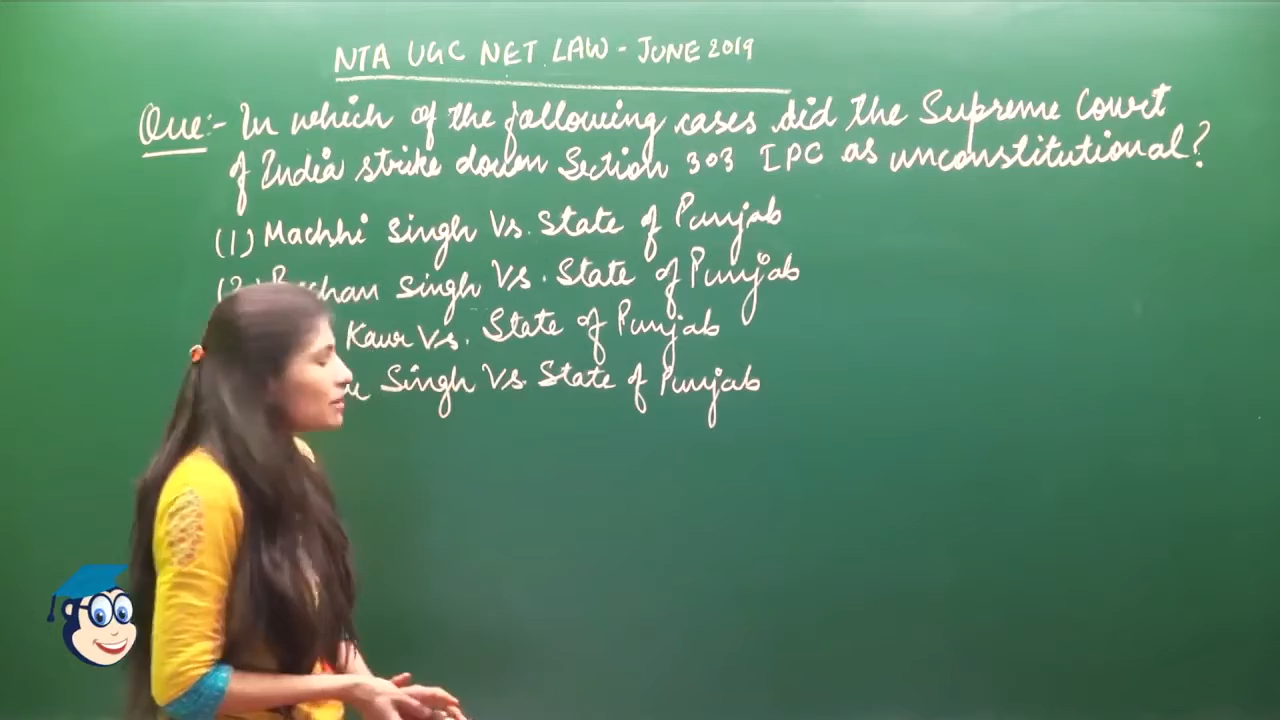 NTA UGC NET LAW - JUNE 2019
Que:- In which of the following cases did the Supreme Court
of India strike down Section 303 IPC as unconstitutional?
(1) Machhi Singh Vs. State of Punjab
Singh Vs. State of Punjab
Kaur Vs. State of Punjab
Singh Vs. State of Punjab